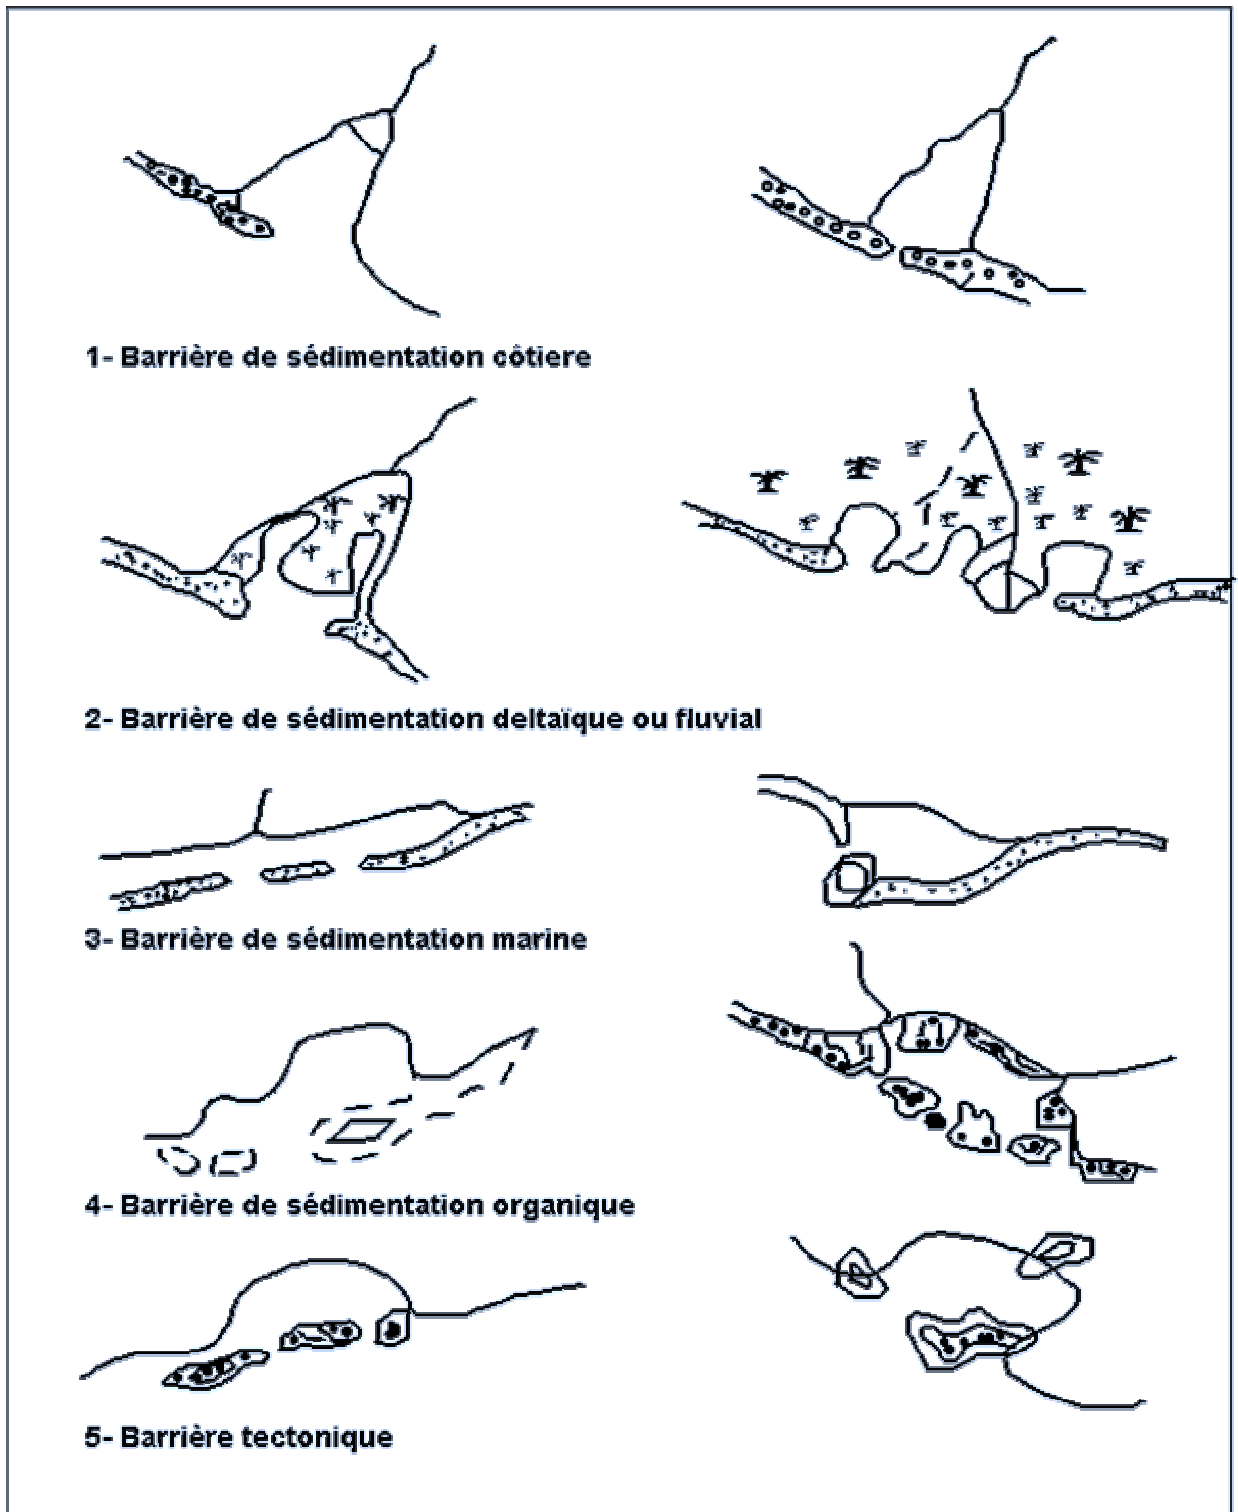 1- Barrière de sédimentation côtiere
2- Barrière de sédimentation deltaïque ou fluvial
3- Barrière de sédimentation marine
4- Barrière de sédimentation organique
5- Barrière tectonique